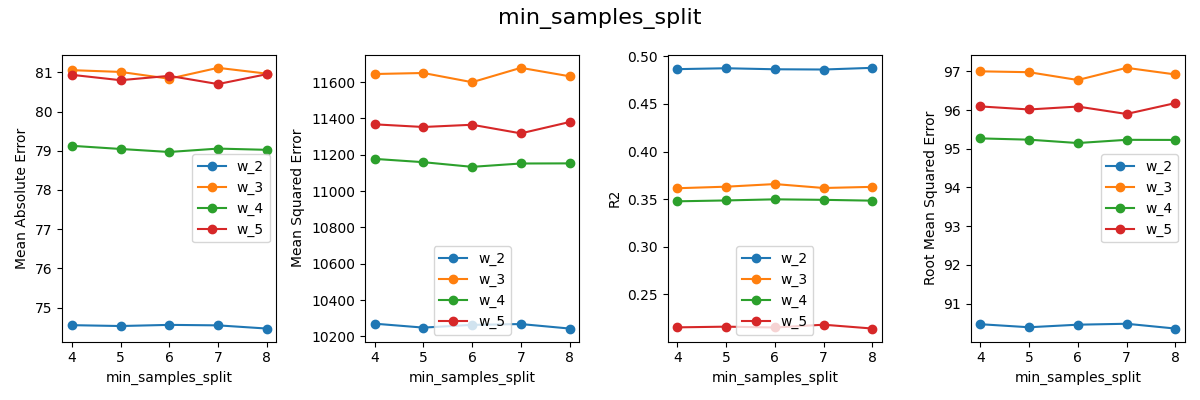 min_samples_split
Mean Absolute Error
81
80
79
78
77
76
75
w_2
w_3
w_4
w_5
4 5 6 7 8
min_samples_split
Mean Squared Error
11600
11400
11200
11000
10800
10600
10400
10200
w_2
w_3
w_4
w_5
4 5 6 7 8
min_samples_split
R2
0.50
0.45
0.40
0.35
0.30
0.25
w_2
w_3
w_4
w_5
4 5 6 7 8
min_samples_split
Root Mean Squared Error
97
96
95
94
93
92
91
w_2
w_3
w_4
w_5
4 5 6 7 8
min_samples_split